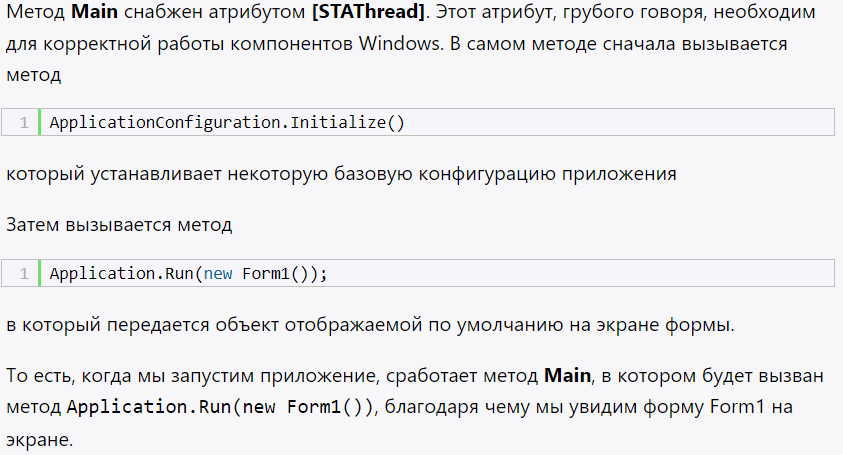 Метод Main снабжен атрибутом [STAThread]. Этот атрибут, грубого говоря, необходим
для корректной работы компонентов Windows. В самом методе сначала вызывается
метод
1 ApplicationConfiguration.Initialize()
который устанавливает некоторую базовую конфигурацию приложения
Затем вызывается метод
1 Application.Run(new Form1());
в который передается объект отображаемой по умолчанию на экране формы.
То есть, когда мы запустим приложение, сработает метод Main, в котором будет вызван
метод Application.Run(new Form1()), благодаря чему мы увидим форму Form1 на
экране.